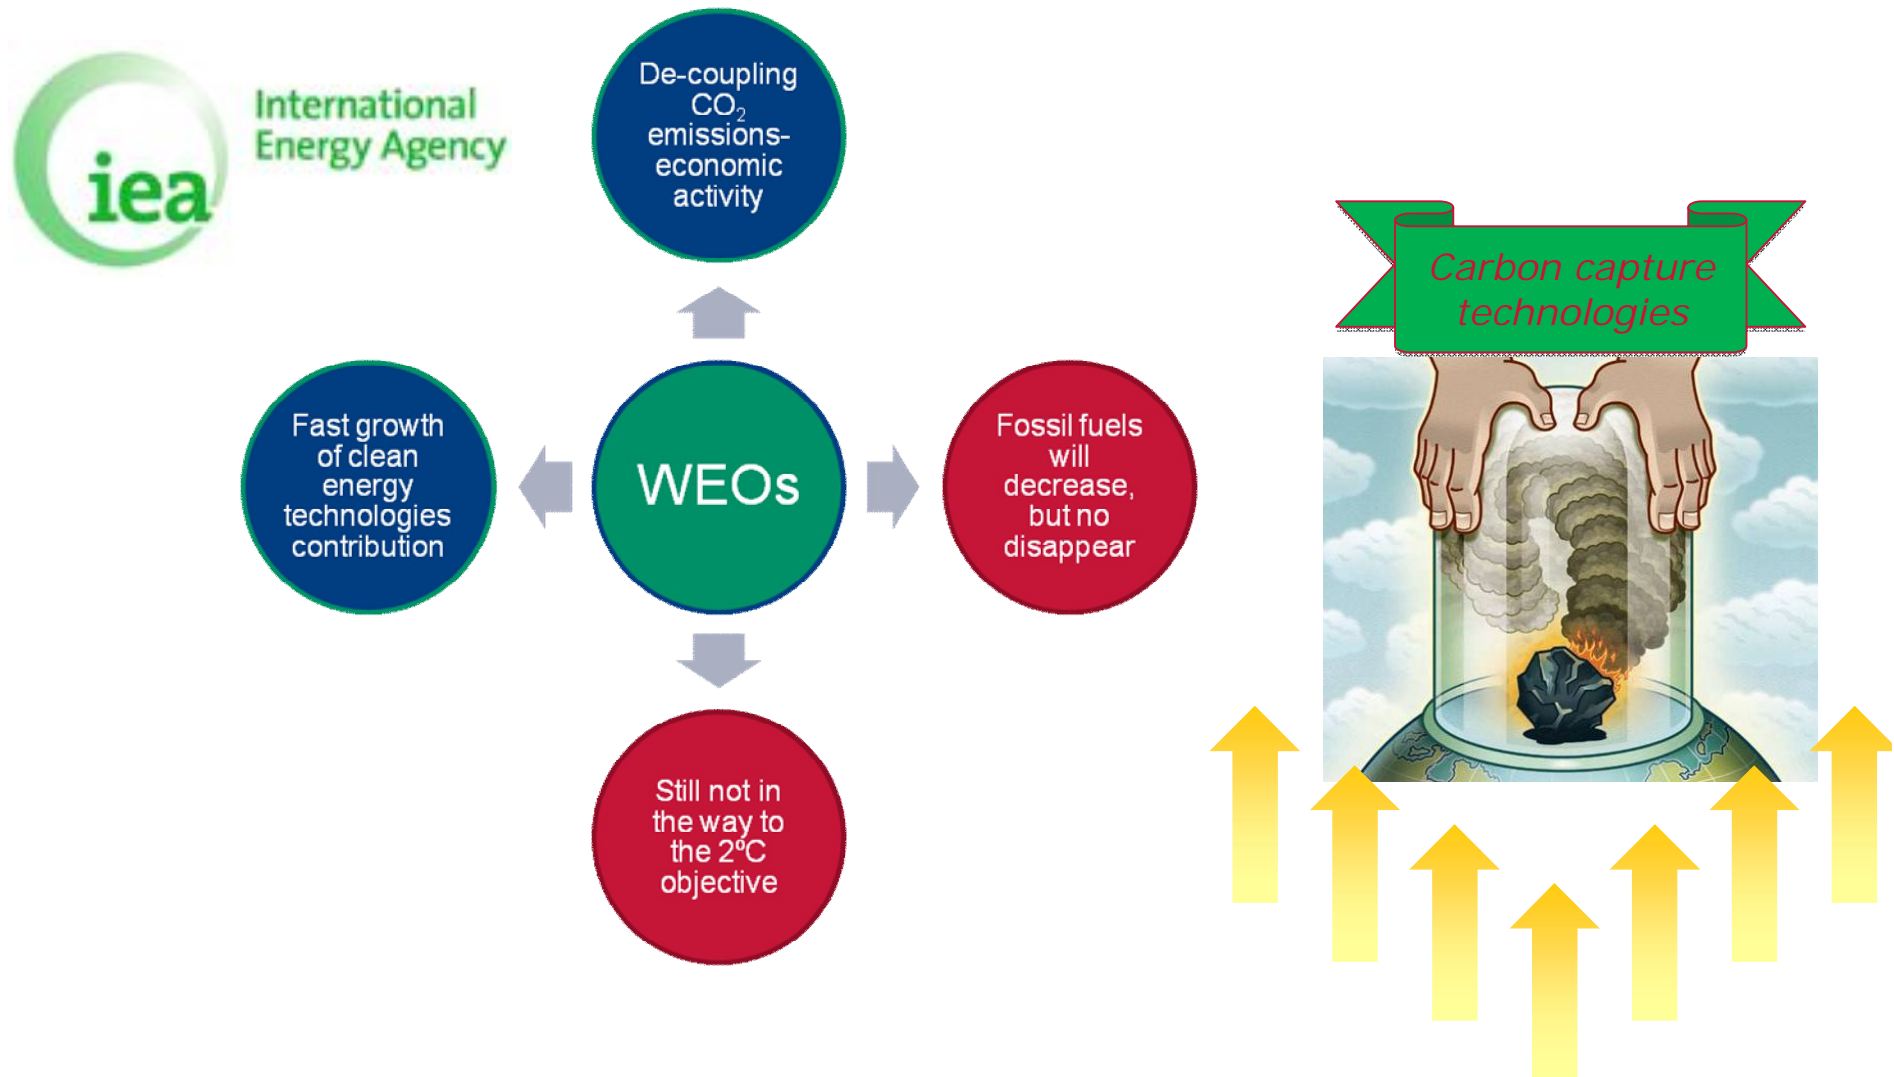 iea
International
Energy Agency
De-coupling
CO₂
emissions-
economic
activity
Fast growth
of clean
energy
technologies
contribution
WEOs
Fossil fuels
will
decrease,
but no
disappear
Still not in
the way to
the 2ºC
objective
Carbon capture
technologies